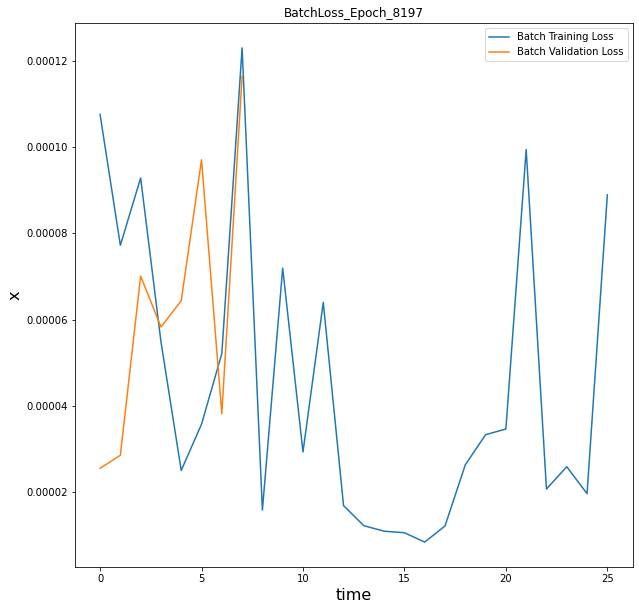 BatchLoss_Epoch_8197
Batch Training Loss
Batch Validation Loss
0.00012
0.00010
0.00008
0.00006
0.00004
0.00002
x
0 5 10 15 20 25
time